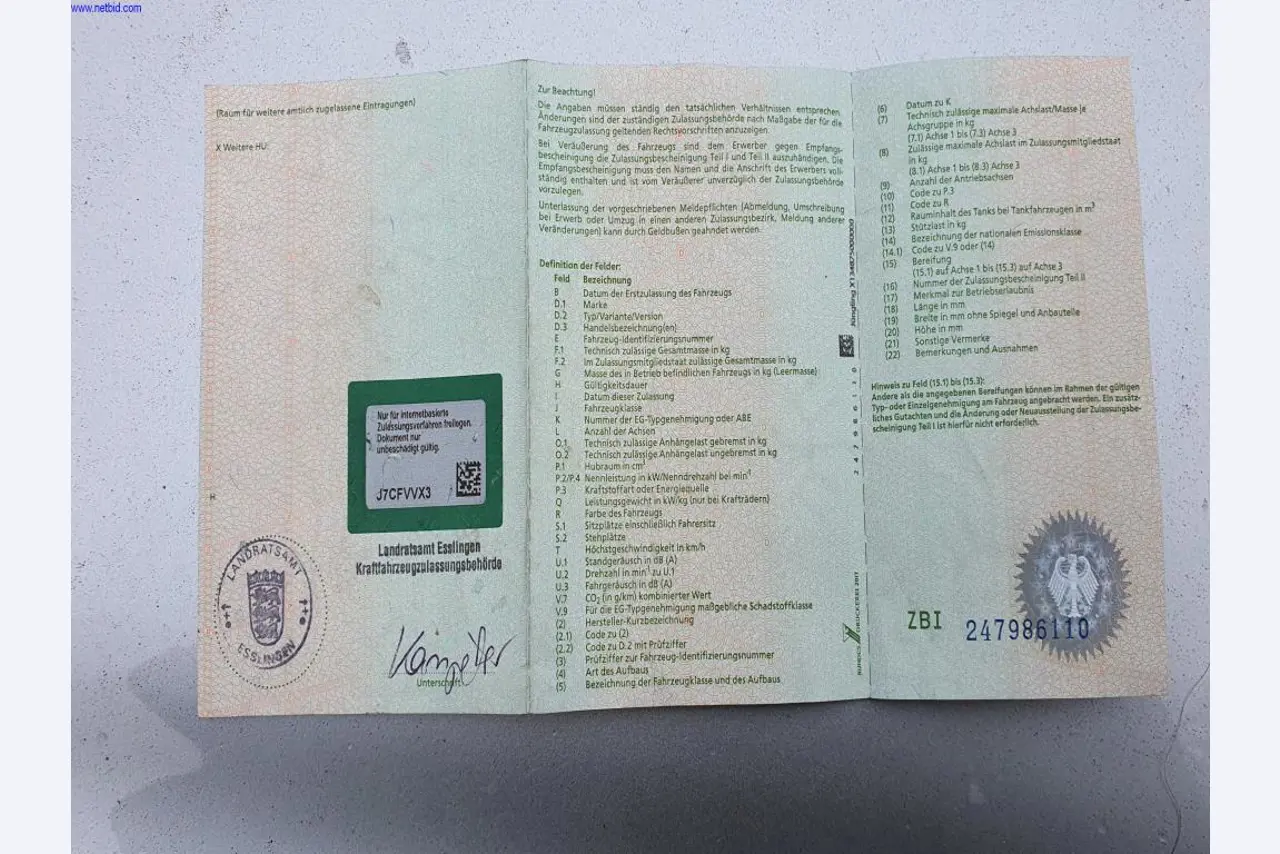 www.netbid.com
(Raum für weitere amtlich zugelassene Eintragungen)
X Weitere HU:
Nur für internetbasierte
Zulassungsverfahren freilegen.
Dokument nur
unbeschädigt gültig.
J7CFVVX3
H
LANDRATSAMT
ESSLINGEN
Landratsamt Esslingen
Kraftfahrzeugzulassungsbehörde
Unterschrift
Zur Beachtung!
Die Angaben müssen ständig den tatsächlichen Verhältnissen entsprechen,
Änderungen sind der zuständigen Zulassungsbehörde nach Maßgabe der für die
Fahrzeugzulassung geltenden Rechtsvorschriften anzuzeigen.
Bei Veräußerung des Fahrzeugs sind dem Erwerber gegen Empfangs-
bescheinigung die Zulassungsbescheinigung Teil I und Teil II auszuhändigen. Die
Empfangsbescheinigung muss den Namen und die Anschrift des Erwerbers voll-
ständig enthalten und ist vom Veräußerer unverzüglich der Zulassungsbehörde
vorzulegen.
Unterlassung der vorgeschriebenen Meldepflichten (Abmeldung, Umschreibung
bei Erwerb oder Umzug in einen anderen Zulassungsbezirk, Meldung anderer
Veränderungen) kann durch Geldbußen geahndet werden.
Definition der Felder:
Feld Bezeichnung
B Datum der Erstzulassung des Fahrzeugs
D.1 Marke
D.2 Typ/Variante/Version
D.3 Handelsbezeichnung(en)
E Fahrzeug-Identifizierungsnummer
F.1 Technisch zulässige Gesamtmasse in kg
F.2 Im Zulassungsmitgliedstaat zulässige Gesamtmasse in kg
G Masse des in Betrieb befindlichen Fahrzeugs in kg (Leermasse)
H Gültigkeitsdauer
I Datum dieser Zulassung
J Fahrzeugklasse
K Nummer der EG-Typgenehmigung oder ABE
L Anzahl der Achsen
O.1 Technisch zulässige Anhängelast gebremst in kg
O.2 Technisch zulässige Anhängelast ungebremst in kg
P.1 Hubraum in cm³
P.2/P.4 Nennleistung in kW/Nenndrehzahl bei min⁻¹
P.3 Kraftstoffart oder Energiequelle
Q Leistungsgewicht in kW/kg (nur bei Krafträdern)
R Farbe des Fahrzeugs
S.1 Sitzplätze einschließlich Fahrersitz
S.2 Stehplätze
T Höchstgeschwindigkeit in km/h
U.1 Standgeräusch in dB (A)
U.2 Drehzahl in min⁻¹ zu U.1
U.3 Fahrgeräusch in dB (A)
V.7 CO₂ (in g/km) kombinierter Wert
V.9 Für die EG-Typgenehmigung maßgebliche Schadstoffklasse
(2) Hersteller-Kurzbezeichnung
(2.1) Code zu (2)
(2.2) Code zu D.2 mit Prüfziffer
(3) Prüfziffer zur Fahrzeug-Identifizierungsnummer
(4) Art des Aufbaus
(5) Bezeichnung der Fahrzeugklasse und des Aufbaus
247986110
BUNDESDRUCKEREI 2017
(6) Datum zu K
(7) Technisch zulässige maximale Achslast/Masse je
Achsgruppe in kg
(7.1) Achse 1 bis (7.3) Achse 3
(8) Zulässige maximale Achslast im Zulassungsmitgliedstaat
in kg
(8.1) Achse 1 bis (8.3) Achse 3
(9) Anzahl der Antriebsachsen
(10) Code zu P.3
(11) Code zu R
(12) Rauminhalt des Tanks bei Tankfahrzeugen in m³
(13) Stützlast in kg
(14) Bezeichnung der nationalen Emissionsklasse
(14.1) Code zu V.9 oder (14)
(15) Bereifung
(15.1) auf Achse 1 bis (15.3) auf Achse 3
(16) Nummer der Zulassungsbescheinigung Teil II
(17) Merkmal zur Betriebserlaubnis
(18) Länge in mm
(19) Breite in mm ohne Spiegel und Anbauteile
(20) Höhe in mm
(21) Sonstige Vermerke
(22) Bemerkungen und Ausnahmen
Hinweis zu Feld (15.1) bis (15.3):
Andere als die angegebenen Bereifungen können im Rahmen der gültigen
Typ- oder Einzelgenehmigung am Fahrzeug angebracht werden. Ein zusätz-
liches Gutachten und die Änderung oder Neuausstellung der Zulassungsbe-
scheinigung Teil I ist hierfür nicht erforderlich.
ZBI 247986110